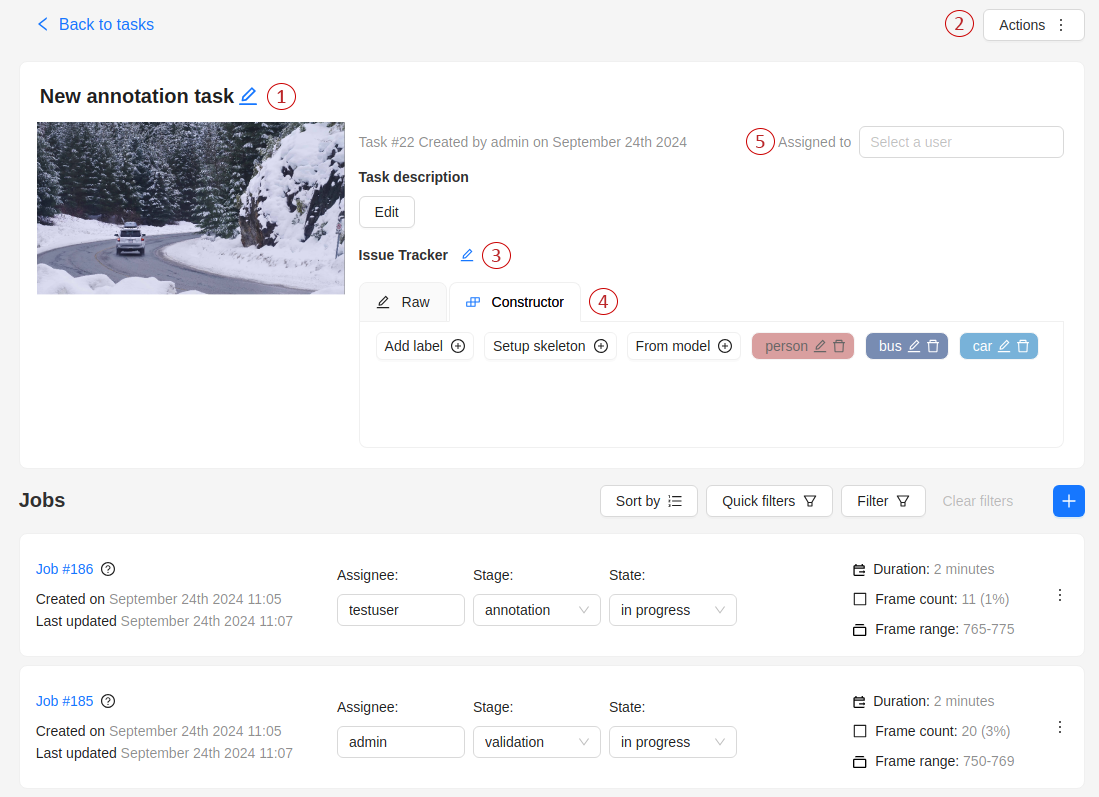 Back to tasks
2 Actions
New annotation task 1
Task #22 Created by admin on September 24th 2024
5 Assigned to Select a user
Task description
Edit
Issue Tracker 3
Raw Constructor 4
Add label Setup skeleton From model person bus car
Jobs Sort by Quick filters Filter Clear filters
Job #186
Created on September 24th 2024 11:05
Last updated September 24th 2024 11:07
Assignee: Stage: State:
testuser annotation in progress
Duration: 2 minutes
Frame count: 11 (1%)
Frame range: 765-775
Job #185
Created on September 24th 2024 11:05
Last updated September 24th 2024 11:07
Assignee: Stage: State:
admin validation in progress
Duration: 2 minutes
Frame count: 20 (3%)
Frame range: 750-769